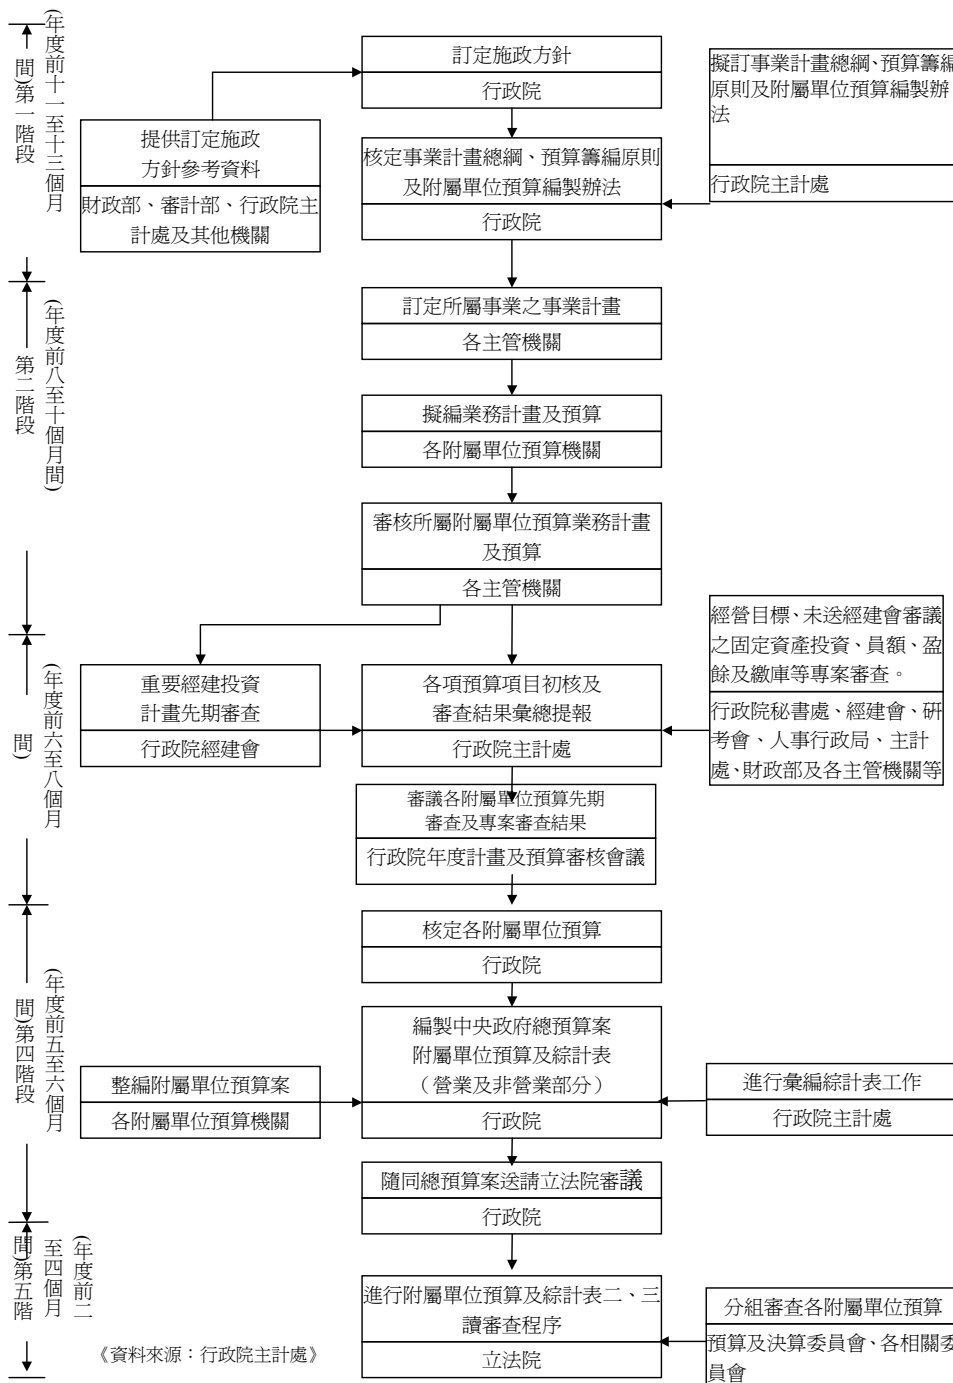 (年度前十一至十三個月
間)第一階段
訂定施政方針
行政院
擬訂事業計畫總綱、預算籌編
原則及附屬單位預算編製辦
法
行政院主計處
提供訂定施政
方針參考資料
財政部、審計部、行政院主
計處及其他機關
核定事業計畫總綱、預算籌編原則
及附屬單位預算編製辦法
行政院
(年度前八至十個月間)
第二階段
訂定所屬事業之事業計畫
各主管機關
擬編業務計畫及預算
各附屬單位預算機關
審核所屬附屬單位預算業務計畫
及預算
各主管機關
(年度前六至八個月
間)
重要經建投資
計畫先期審查
行政院經建會
各項預算項目初核及
審查結果彙總提報
行政院主計處
經營目標、未送經建會審議
之固定資產投資、員額、盈
餘及繳庫等專案審查。
行政院秘書處、經建會、研
考會、人事行政局、主計
處、財政部及各主管機關等
審議各附屬單位預算先期
審查及專案審查結果
行政院年度計畫及預算審核會議
(年度前五至六個月
間)第四階段
核定各附屬單位預算
行政院
編製中央政府總預算案
附屬單位預算及綜計表
（營業及非營業部分）
行政院
整編附屬單位預算案
各附屬單位預算機關
進行彙編綜計表工作
行政院主計處
隨同總預算案送請立法院審議
行政院
(年度前二
至四個月
間)第五階
進行附屬單位預算及綜計表二、三
讀審查程序
立法院
分組審查各附屬單位預算
預算及決算委員會、各相關委
員會
《資料來源：行政院主計處》